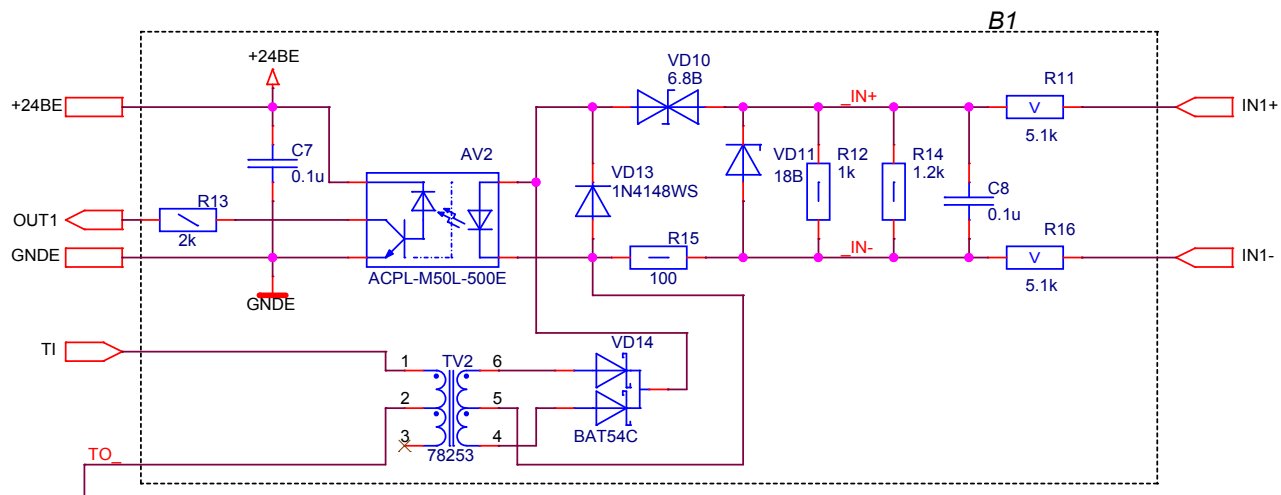 B1
+24BE
VD10
6.8В
R11
+24BE
_IN+
V
IN1+
5.1k
C7
0.1u
AV2
VD13
1N4148WS
VD11
18В
R12
1k
R14
1.2k
C8
0.1u
R13
OUT1
2k
R15
R16
GNDE
_IN-
V
IN1-
ACPL-M50L-500E
100
5.1k
GNDE
TI
VD14
1
TV2
6
2
5
3
4
BAT54C
TO_
78253